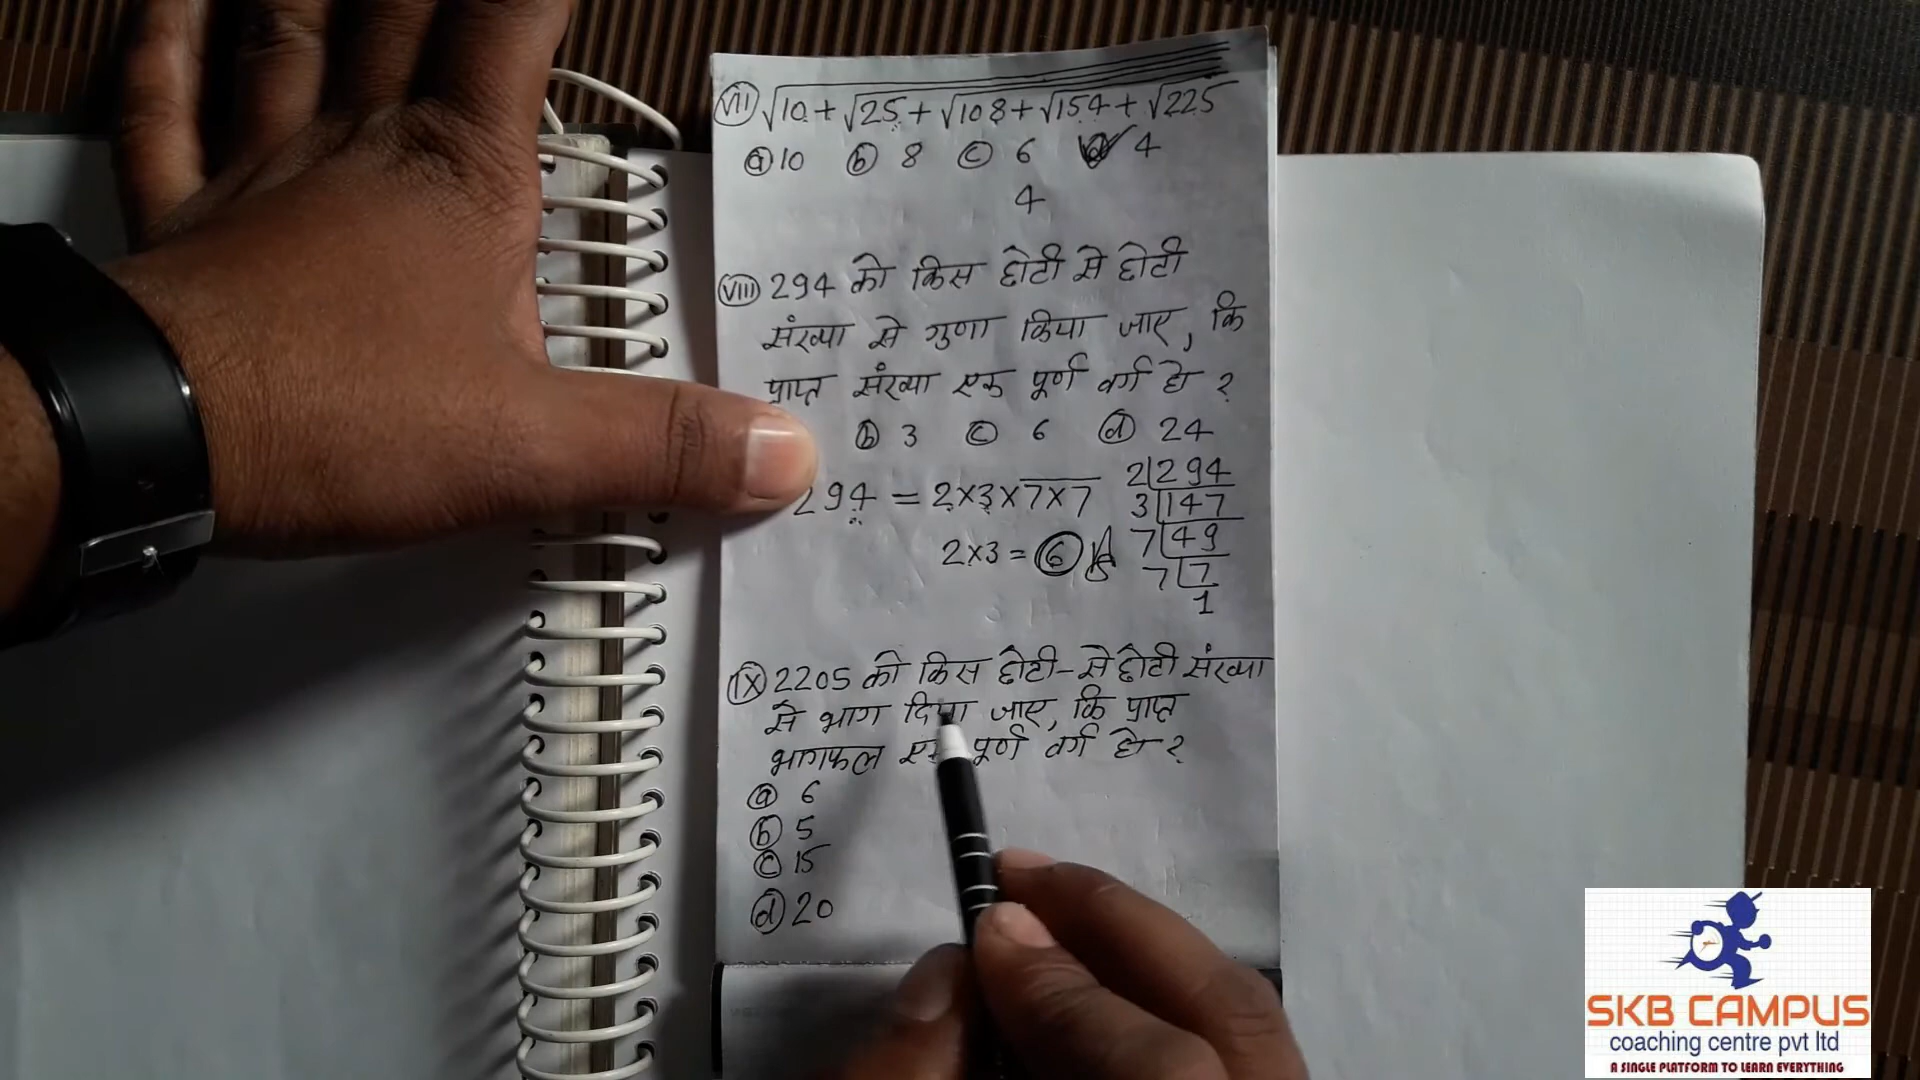 VII √10 + √25 + √108 + √154 + √225
ⓐ 10 ⓑ 8 ⓒ 6 ⓓ 4
4
VIII 294 को किस छोटी से छोटी
संख्या से गुणा किया जाए, कि
प्राप्त संख्या एक पूर्ण वर्ग हो ?
ⓑ 3 ⓒ 6 ⓓ 24
294 = 2×3×7×7
2×3 = 6
2 294
3 147
7 49
7 7
1
IX 2205 को किस छोटी-से छोटी संख्या
से भाग दिया जाए, कि प्राप्त
भागफल एक पूर्ण वर्ग हो ?
ⓐ 6
ⓑ 5
ⓒ 15
ⓓ 20
SKB CAMPUS
coaching centre pvt ltd
A SINGLE PLATFORM TO LEARN EVERYTHING